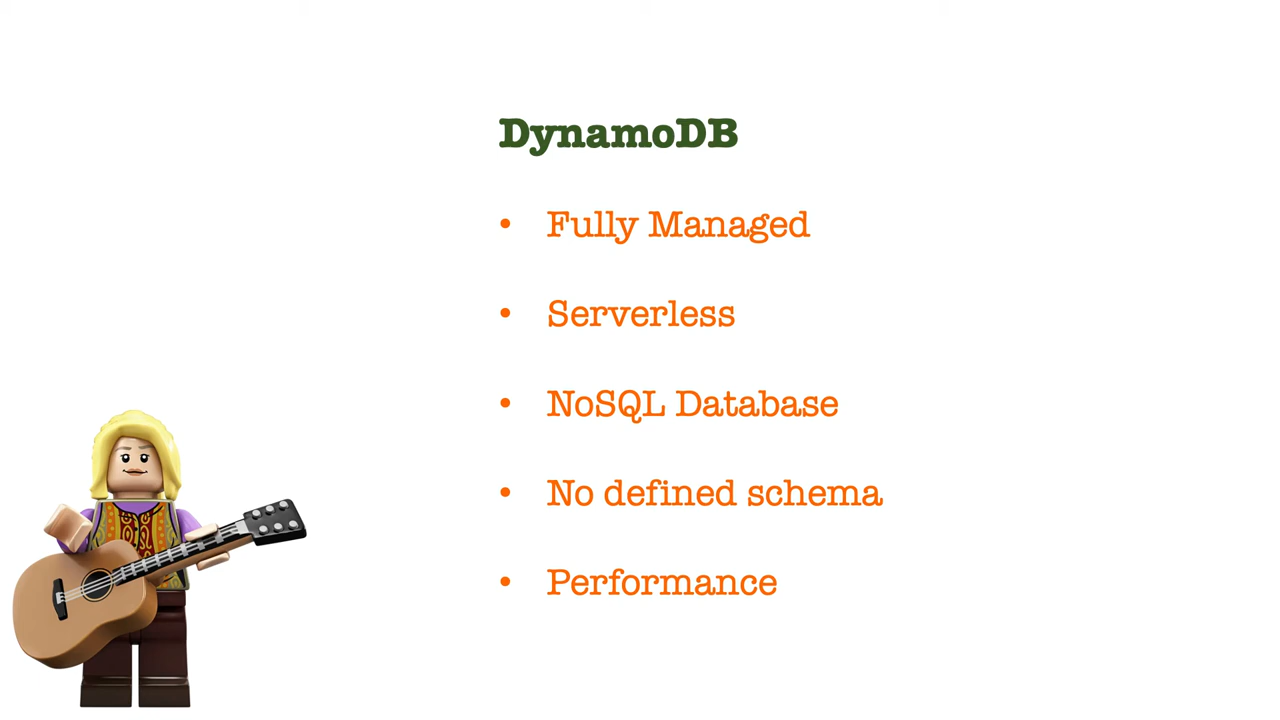 DynamoDB
• Fully Managed
• Serverless
• NoSQL Database
• No defined schema
• Performance